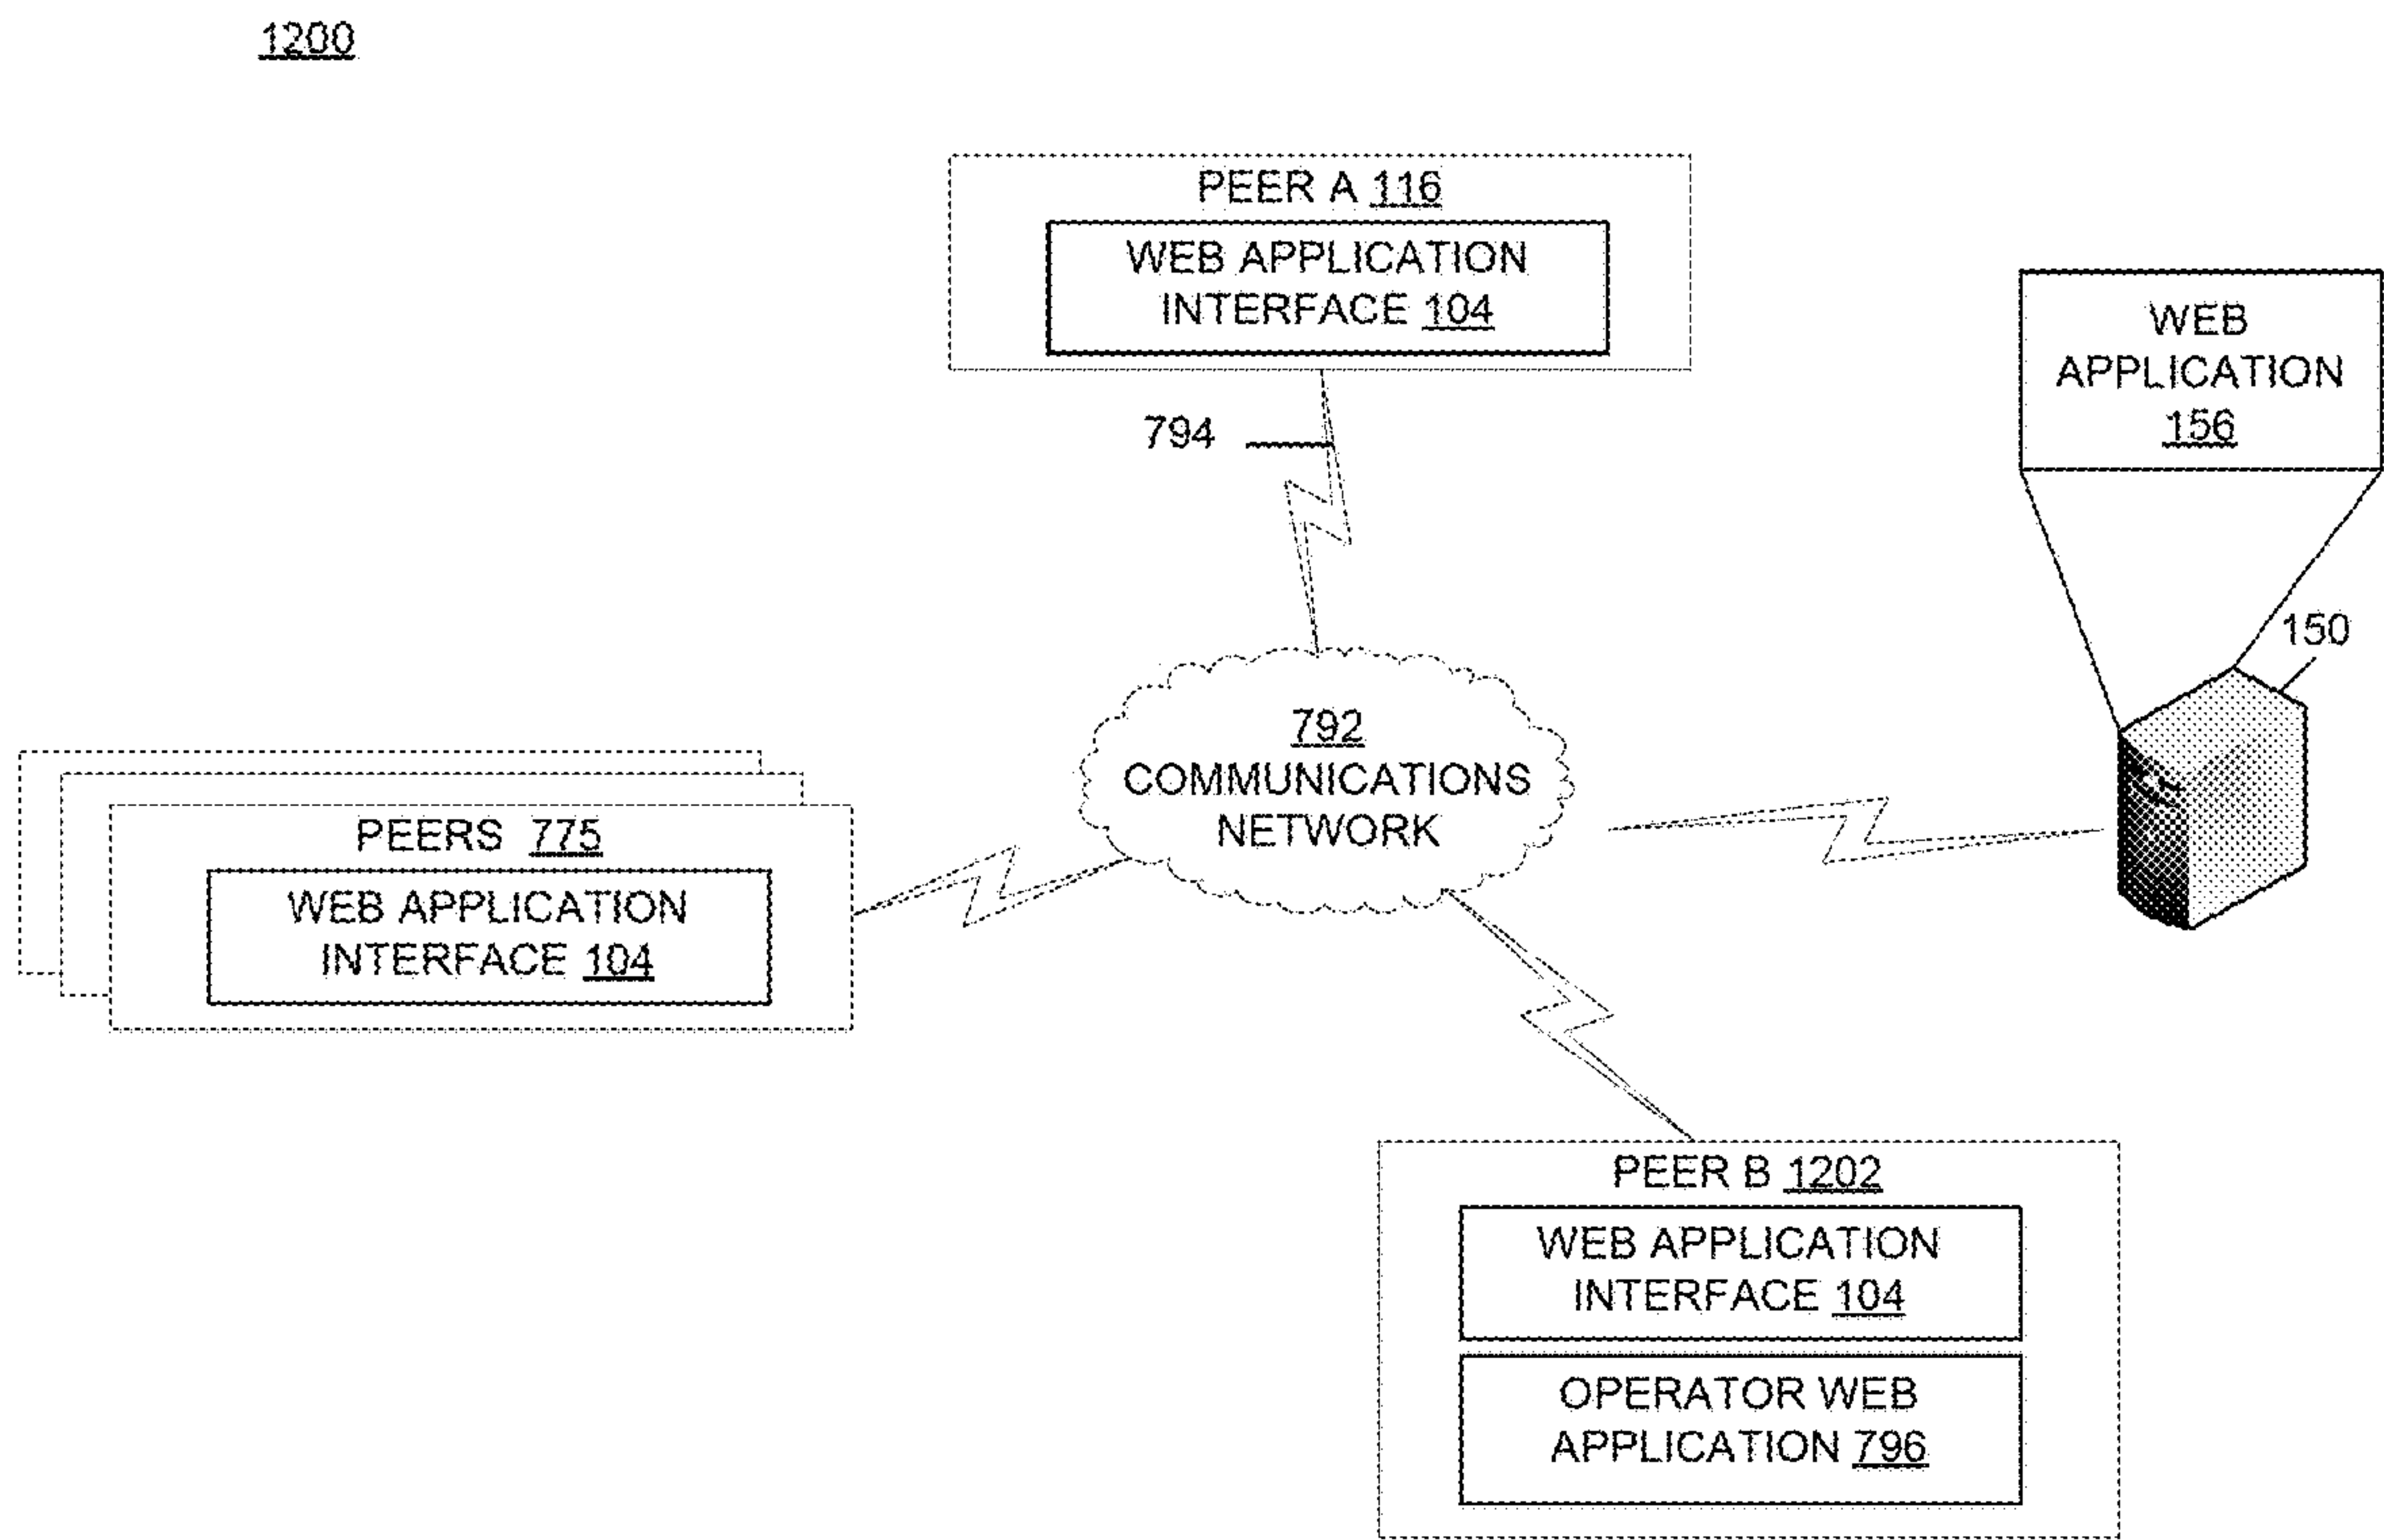 1200
PEER A 116
WEB APPLICATION
INTERFACE 104
WEB
APPLICATION
156
794
150
792
COMMUNICATIONS
NETWORK
PEERS 775
WEB APPLICATION
INTERFACE 104
PEER B 1202
WEB APPLICATION
INTERFACE 104
OPERATOR WEB
APPLICATION 796